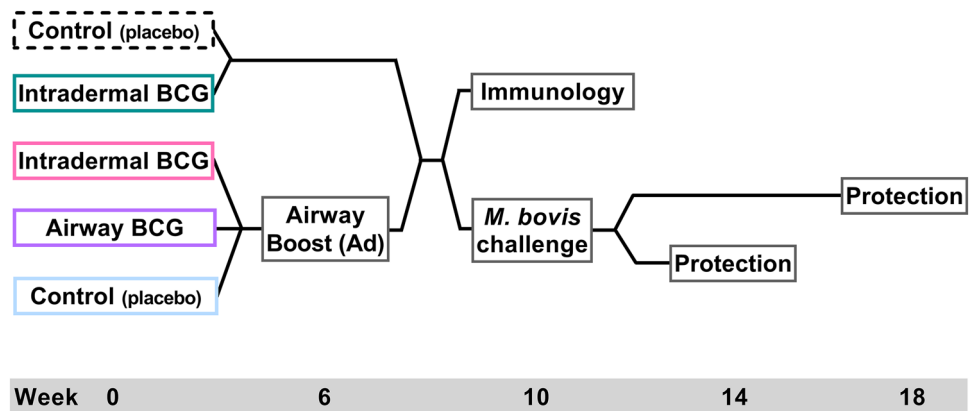 Control (placebo)
Intradermal BCG
Intradermal BCG
Airway BCG
Control (placebo)
Airway
Boost (Ad)
Immunology
M. bovis
challenge
Protection
Protection
Week 0 6 10 14 18